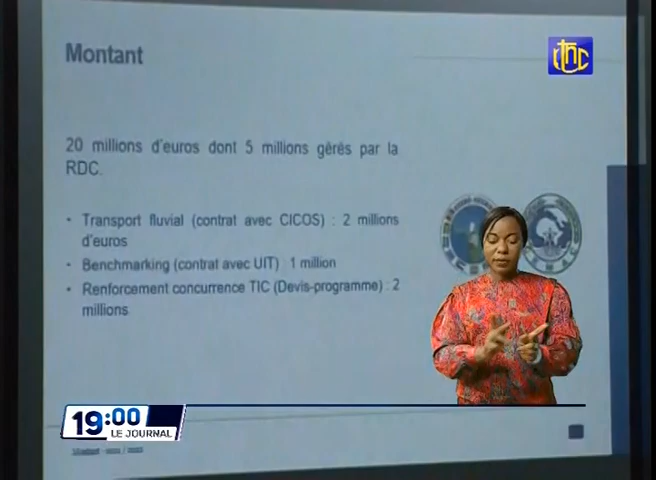 Montant
tnc
20 millions d'euros dont 5 millions gérés par la
RDC.
• Transport fluvial (contrat avec CICOS) : 2 millions
d'euros
• Benchmarking (contrat avec UIT) : 1 million
• Renforcement concurrence TIC (Devis-programme) : 2
millions
19:00
LE JOURNAL